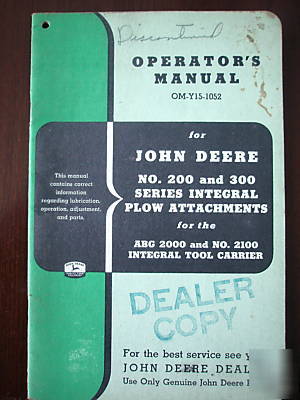 Discontinued
OPERATOR'S
MANUAL
OM-Y15-1052
for
JOHN DEERE
NO. 200 and 300
SERIES INTEGRAL
PLOW ATTACHMENTS
for the
ABG 2000 and NO. 2100
INTEGRAL TOOL CARRIER
This manual
contains correct
information
regarding lubrication,
operation, adjustment,
and parts.
DEALER
COPY
For the best service see y
JOHN DEERE DEAL
Use Only Genuine John Deere